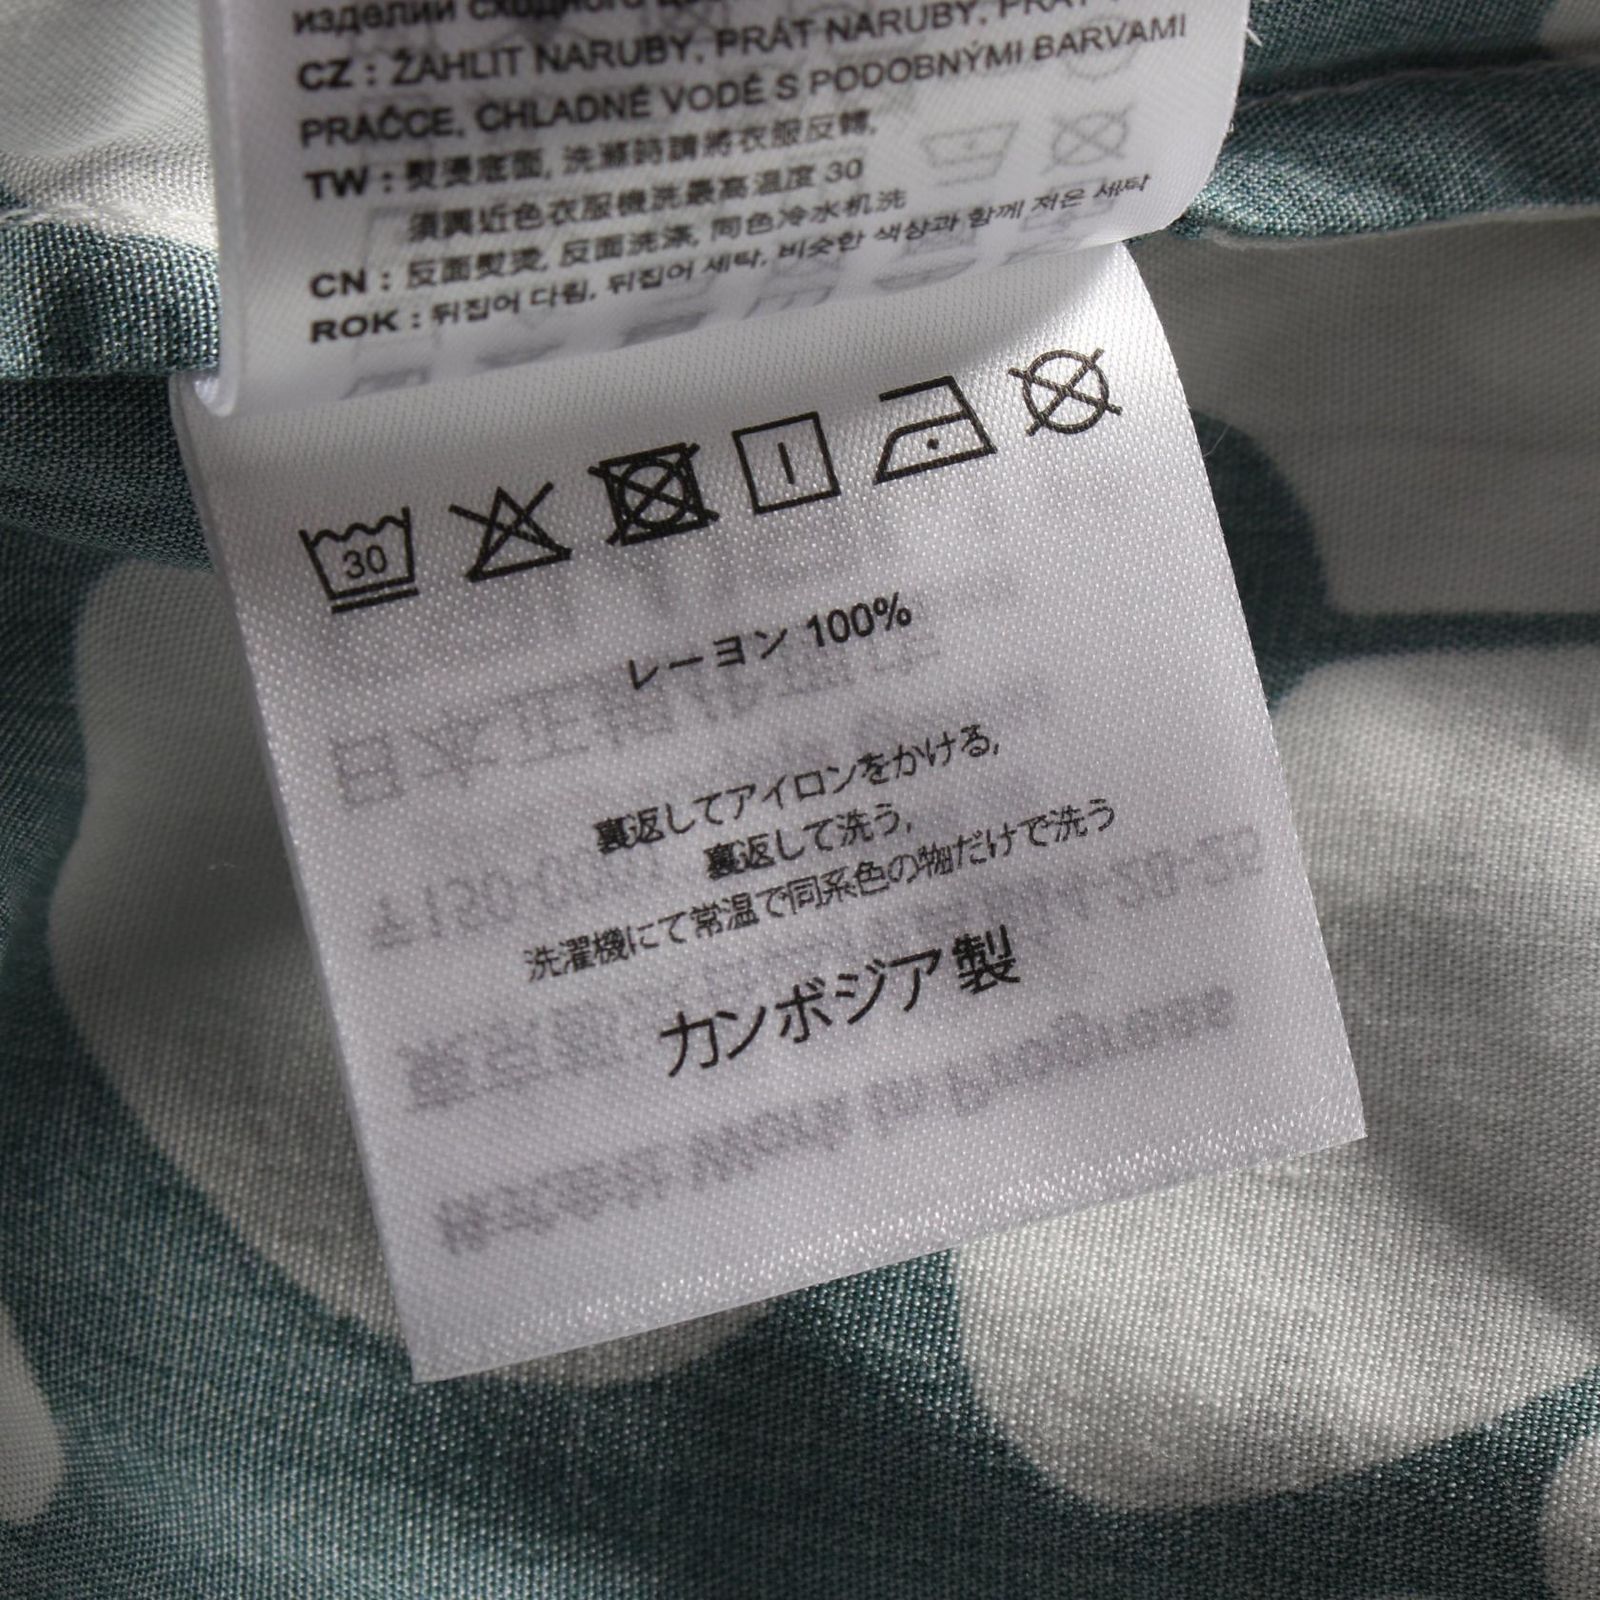 изделий сходного
CZ : ŽAHLIT NARUBY, PRÁT NARUBY, PRÁT
PRAČCE, CHLADNÉ VODĚ S PODOBNÝMI BARVAMI
TW : 熨燙底面, 洗滌時請將衣服反轉,
須與近色衣服機洗最高溫度 30
CN : 反面熨烫, 反面洗涤, 同色冷水机洗
ROK : 뒤집어 다림, 뒤집어 세탁, 비슷한 색상과 함께 저온 세탁
30
レーヨン 100%
裏返してアイロンをかける,
裏返して洗う,
洗濯機にて常温で同系色の物だけで洗う
カンボジア製